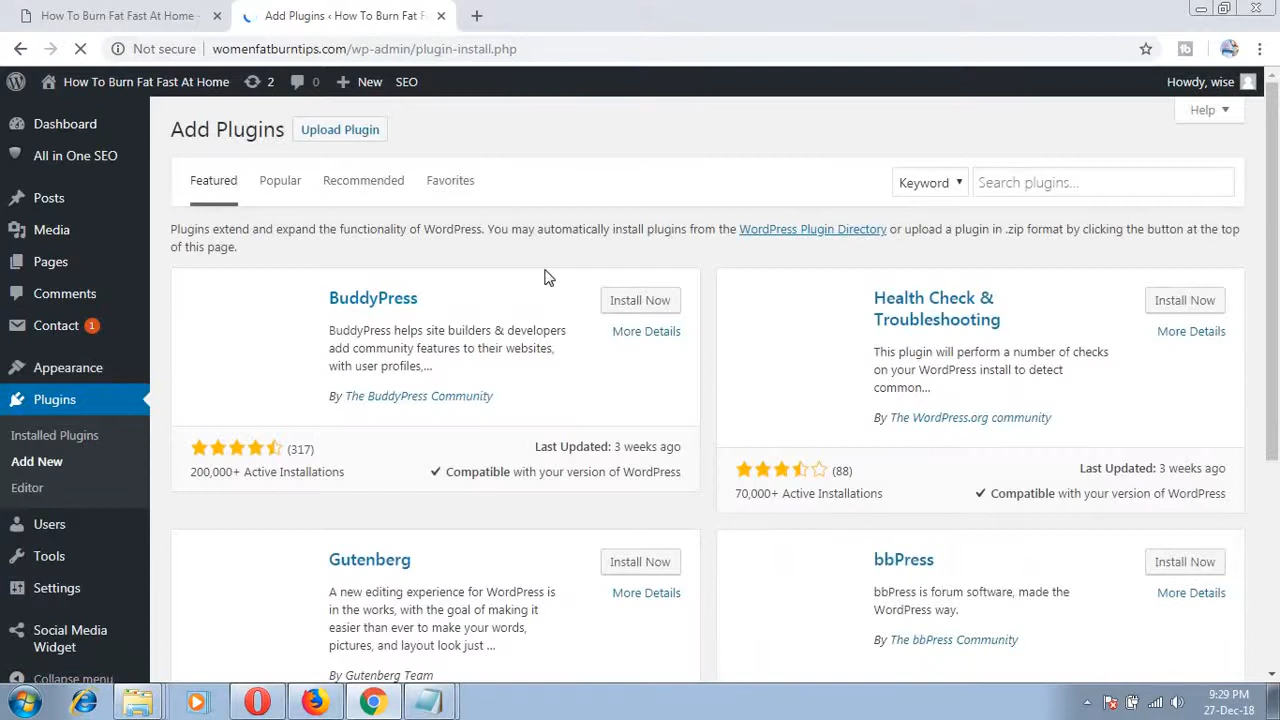 How To Burn Fat Fast At Home -
Add Plugins ‹ How To Burn Fat F
Not secure womenfatburntips.com/wp-admin/plugin-install.php
How To Burn Fat Fast At Home 2 0 New SEO
Howdy, wise
Dashboard
All in One SEO
Posts
Media
Pages
Comments
Contact 1
Appearance
Plugins
Installed Plugins
Add New
Editor
Users
Tools
Settings
Social Media
Widget
Collapse menu
Help
Add Plugins Upload Plugin
Featured Popular Recommended Favorites
Keyword Search plugins...
Plugins extend and expand the functionality of WordPress. You may automatically install plugins from the WordPress Plugin Directory or upload a plugin in .zip format by clicking the button at the top
of this page.
BuddyPress
Install Now
More Details
BuddyPress helps site builders & developers
add community features to their websites,
with user profiles,...
By The BuddyPress Community
(317)
200,000+ Active Installations
Last Updated: 3 weeks ago
✔ Compatible with your version of WordPress
Health Check &
Troubleshooting
Install Now
More Details
This plugin will perform a number of checks
on your WordPress install to detect
common...
By The WordPress.org community
(88)
70,000+ Active Installations
Last Updated: 3 weeks ago
✔ Compatible with your version of WordPress
Gutenberg
Install Now
More Details
A new editing experience for WordPress is
in the works, with the goal of making it
easier than ever to make your words,
pictures, and layout look just ...
By Gutenberg Team
bbPress
Install Now
More Details
bbPress is forum software, made the
WordPress way.
By The bbPress Community
9:29 PM
27-Dec-18